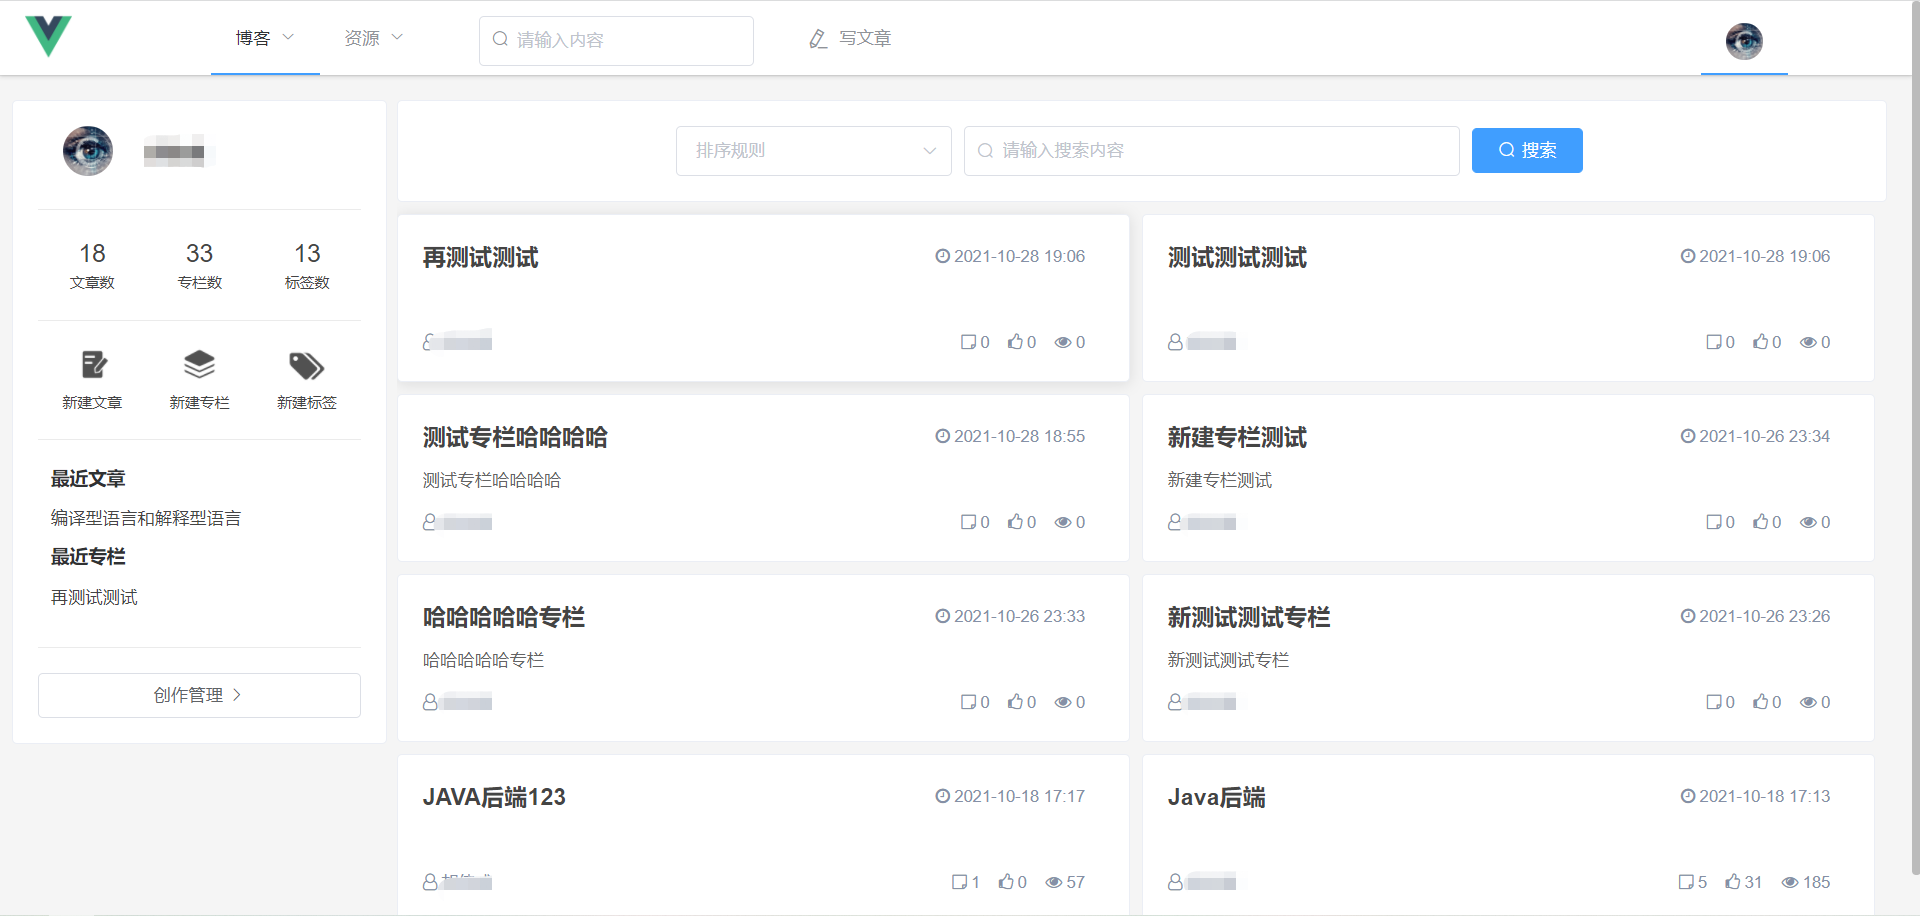 博客
资源
请输入内容
写文章
18
33
13
文章数
专栏数
标签数
新建文章
新建专栏
新建标签
最近文章
编译型语言和解释型语言
最近专栏
再测试测试
创作管理
排序规则
请输入搜索内容
搜索
再测试测试
2021-10-28 19:06
0 0 0
测试测试测试
2021-10-28 19:06
0 0 0
测试专栏哈哈哈哈
2021-10-28 18:55
测试专栏哈哈哈哈
0 0 0
新建专栏测试
2021-10-26 23:34
新建专栏测试
0 0 0
哈哈哈哈哈专栏
2021-10-26 23:33
哈哈哈哈哈专栏
0 0 0
新测试测试专栏
2021-10-26 23:26
新测试测试专栏
0 0 0
JAVA后端123
2021-10-18 17:17
1 0 57
Java后端
2021-10-18 17:13
5 31 185